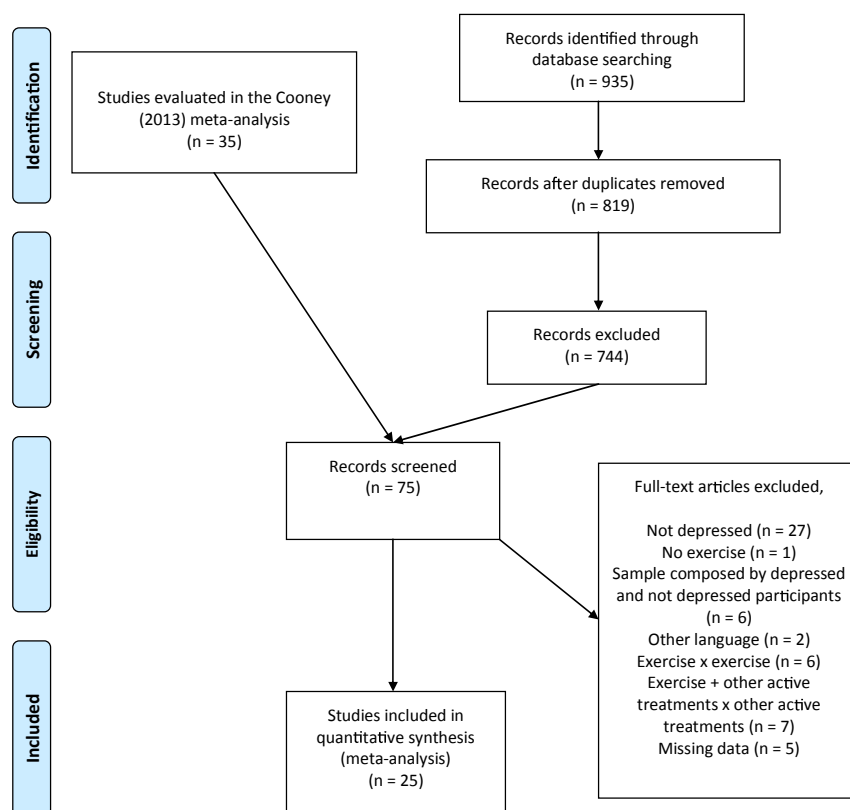 Identification
Screening
Eligibility
Included
Studies evaluated in the Cooney
(2013) meta-analysis
(n = 35)
Records identified through
database searching
(n = 935)
Records after duplicates removed
(n = 819)
Records excluded
(n = 744)
Records screened
(n = 75)
Full-text articles excluded,
Not depressed (n = 27)
No exercise (n = 1)
Sample composed by depressed
and not depressed participants
(n = 6)
Other language (n = 2)
Exercise x exercise (n = 6)
Exercise + other active
treatments x other active
treatments (n = 7)
Missing data (n = 5)
Studies included in
quantitative synthesis
(meta-analysis)
(n = 25)